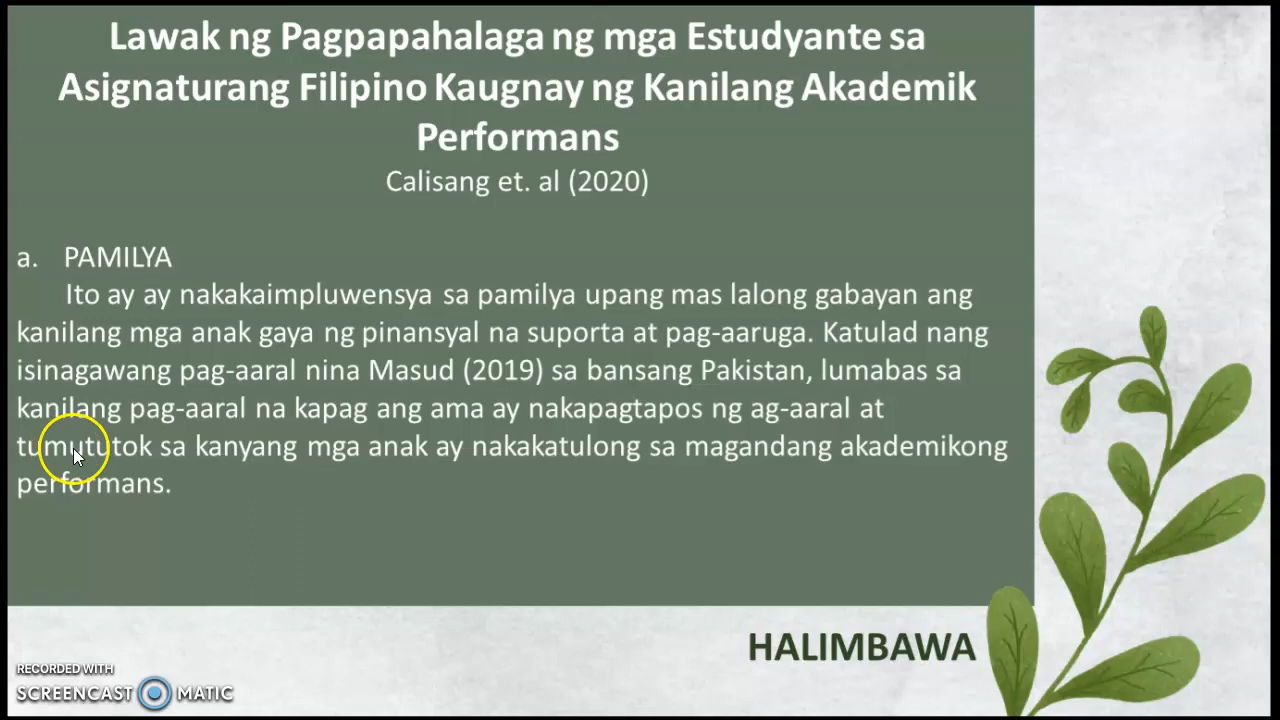 Lawak ng Pagpapahalaga ng mga Estudyante sa
Asignaturang Filipino Kaugnay ng Kanilang Akademik
Performans
Calisang et. al (2020)
a. PAMILYA
Ito ay ay nakakaimpluwensya sa pamilya upang mas lalong gabayan ang
kanilang mga anak gaya ng pinansyal na suporta at pag-aaruga. Katulad nang
isinagawang pag-aaral nina Masud (2019) sa bansang Pakistan, lumabas sa
kanilang pag-aaral na kapag ang ama ay nakapagtapos ng ag-aaral at
tumututok sa kanyang mga anak ay nakakatulong sa magandang akademikong
performans.
HALIMBAWA
RECORDED WITH
SCREENCAST MATIC